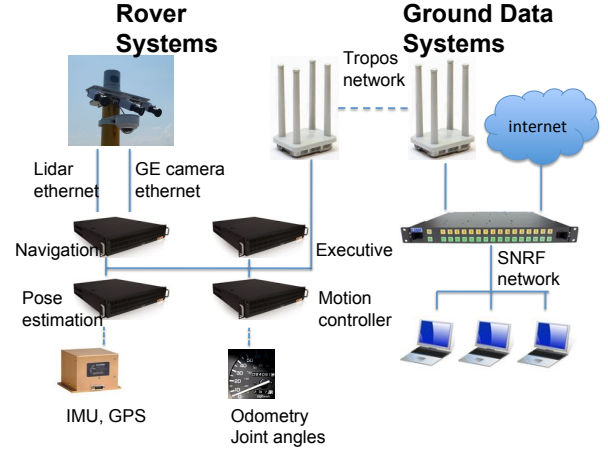 Rover
Systems
Ground Data
Systems
Tropos
network
internet
Lidar
ethernet
GE camera
ethernet
Navigation
Executive
SNRF
network
Pose
estimation
Motion
controller
IMU, GPS
Odometry
Joint angles